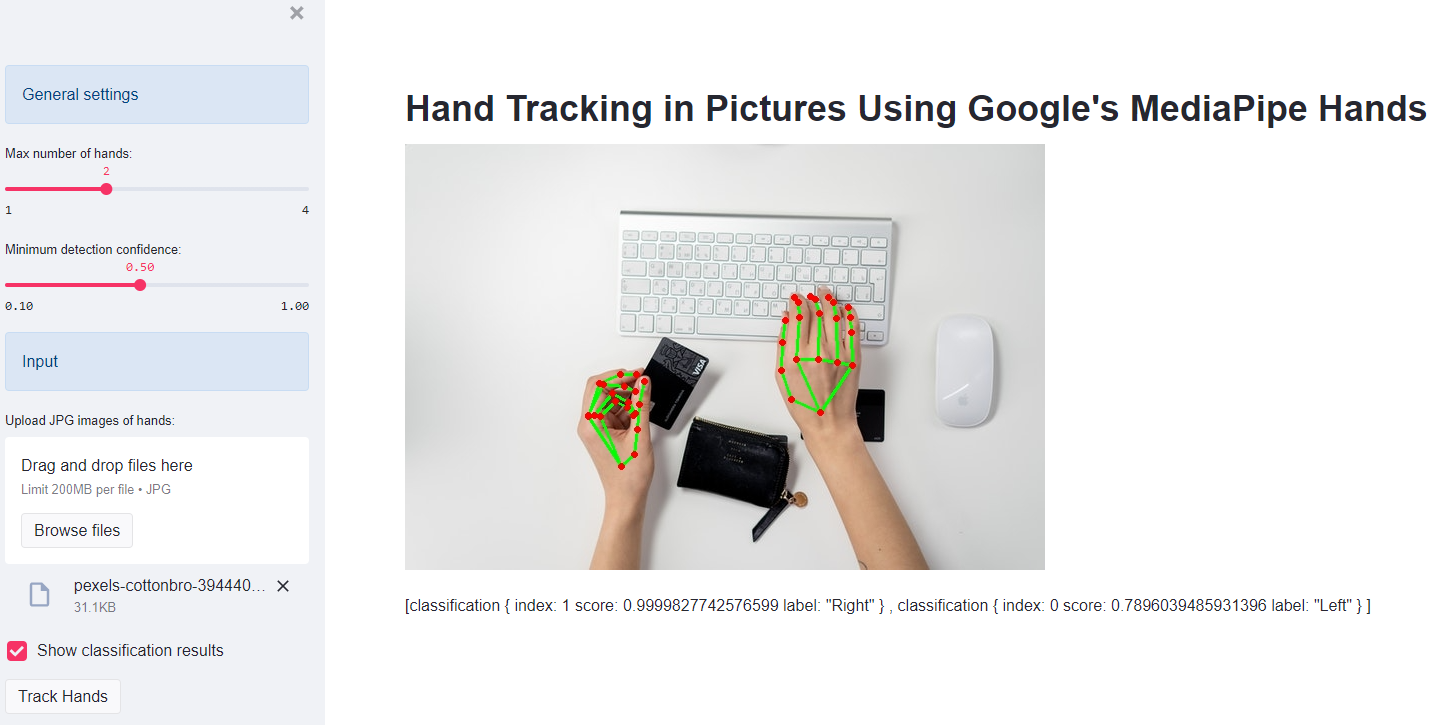 ×
General settings
Max number of hands:
2
1 4
Minimum detection confidence:
0.50
0.10 1.00
Input
Upload JPG images of hands:
Drag and drop files here
Limit 200MB per file • JPG
Browse files
pexels-cottonbro-394440...
31.1KB
Show classification results
Track Hands
Hand Tracking in Pictures Using Google's MediaPipe Hands
VISA
[classification { index: 1 score: 0.9999827742576599 label: "Right" } , classification { index: 0 score: 0.7896039485931396 label: "Left" } ]